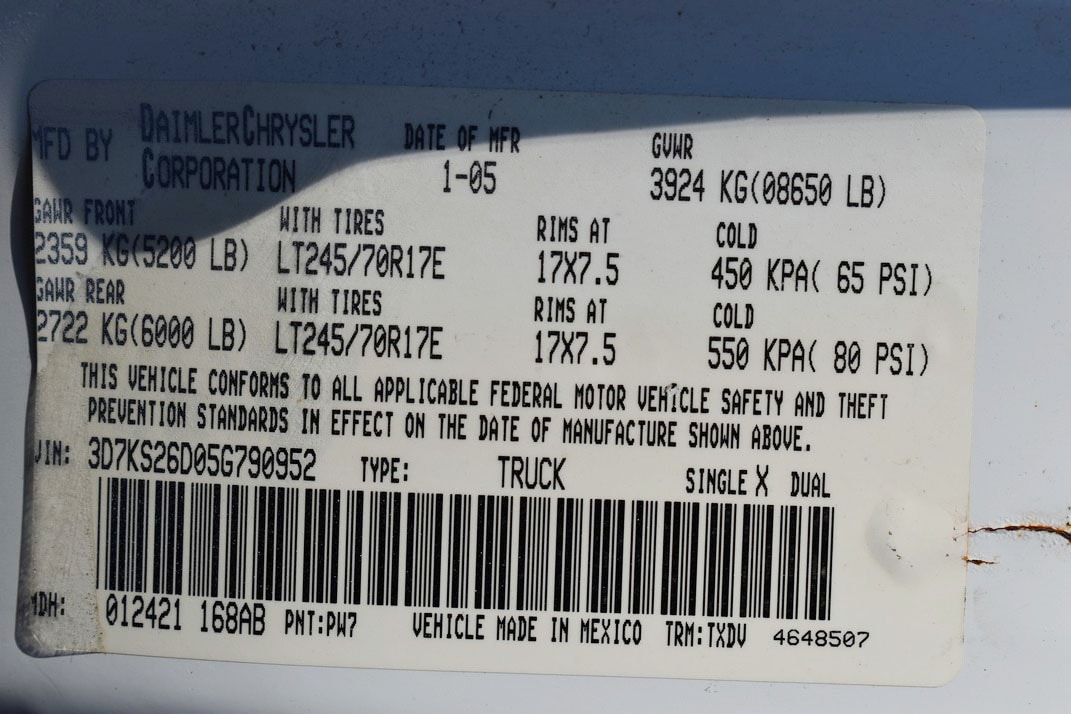 MFD BY DAIMLERCHRYSLER CORPORATION DATE OF MFR 1-05 GVWR 3924 KG(08650 LB)
GAWR FRONT WITH TIRES RIMS AT COLD
2359 KG(5200 LB) LT245/70R17E 17X7.5 450 KPA( 65 PSI)
GAWR REAR WITH TIRES RIMS AT COLD
2722 KG(6000 LB) LT245/70R17E 17X7.5 550 KPA( 80 PSI)
THIS VEHICLE CONFORMS TO ALL APPLICABLE FEDERAL MOTOR VEHICLE SAFETY AND THEFT
PREVENTION STANDARDS IN EFFECT ON THE DATE OF MANUFACTURE SHOWN ABOVE.
VIN: 3D7KS26D05G790952 TYPE: TRUCK SINGLE X DUAL
MDH: 012421 168AB PNT:PW7 VEHICLE MADE IN MEXICO TRM:TXDV 4648507